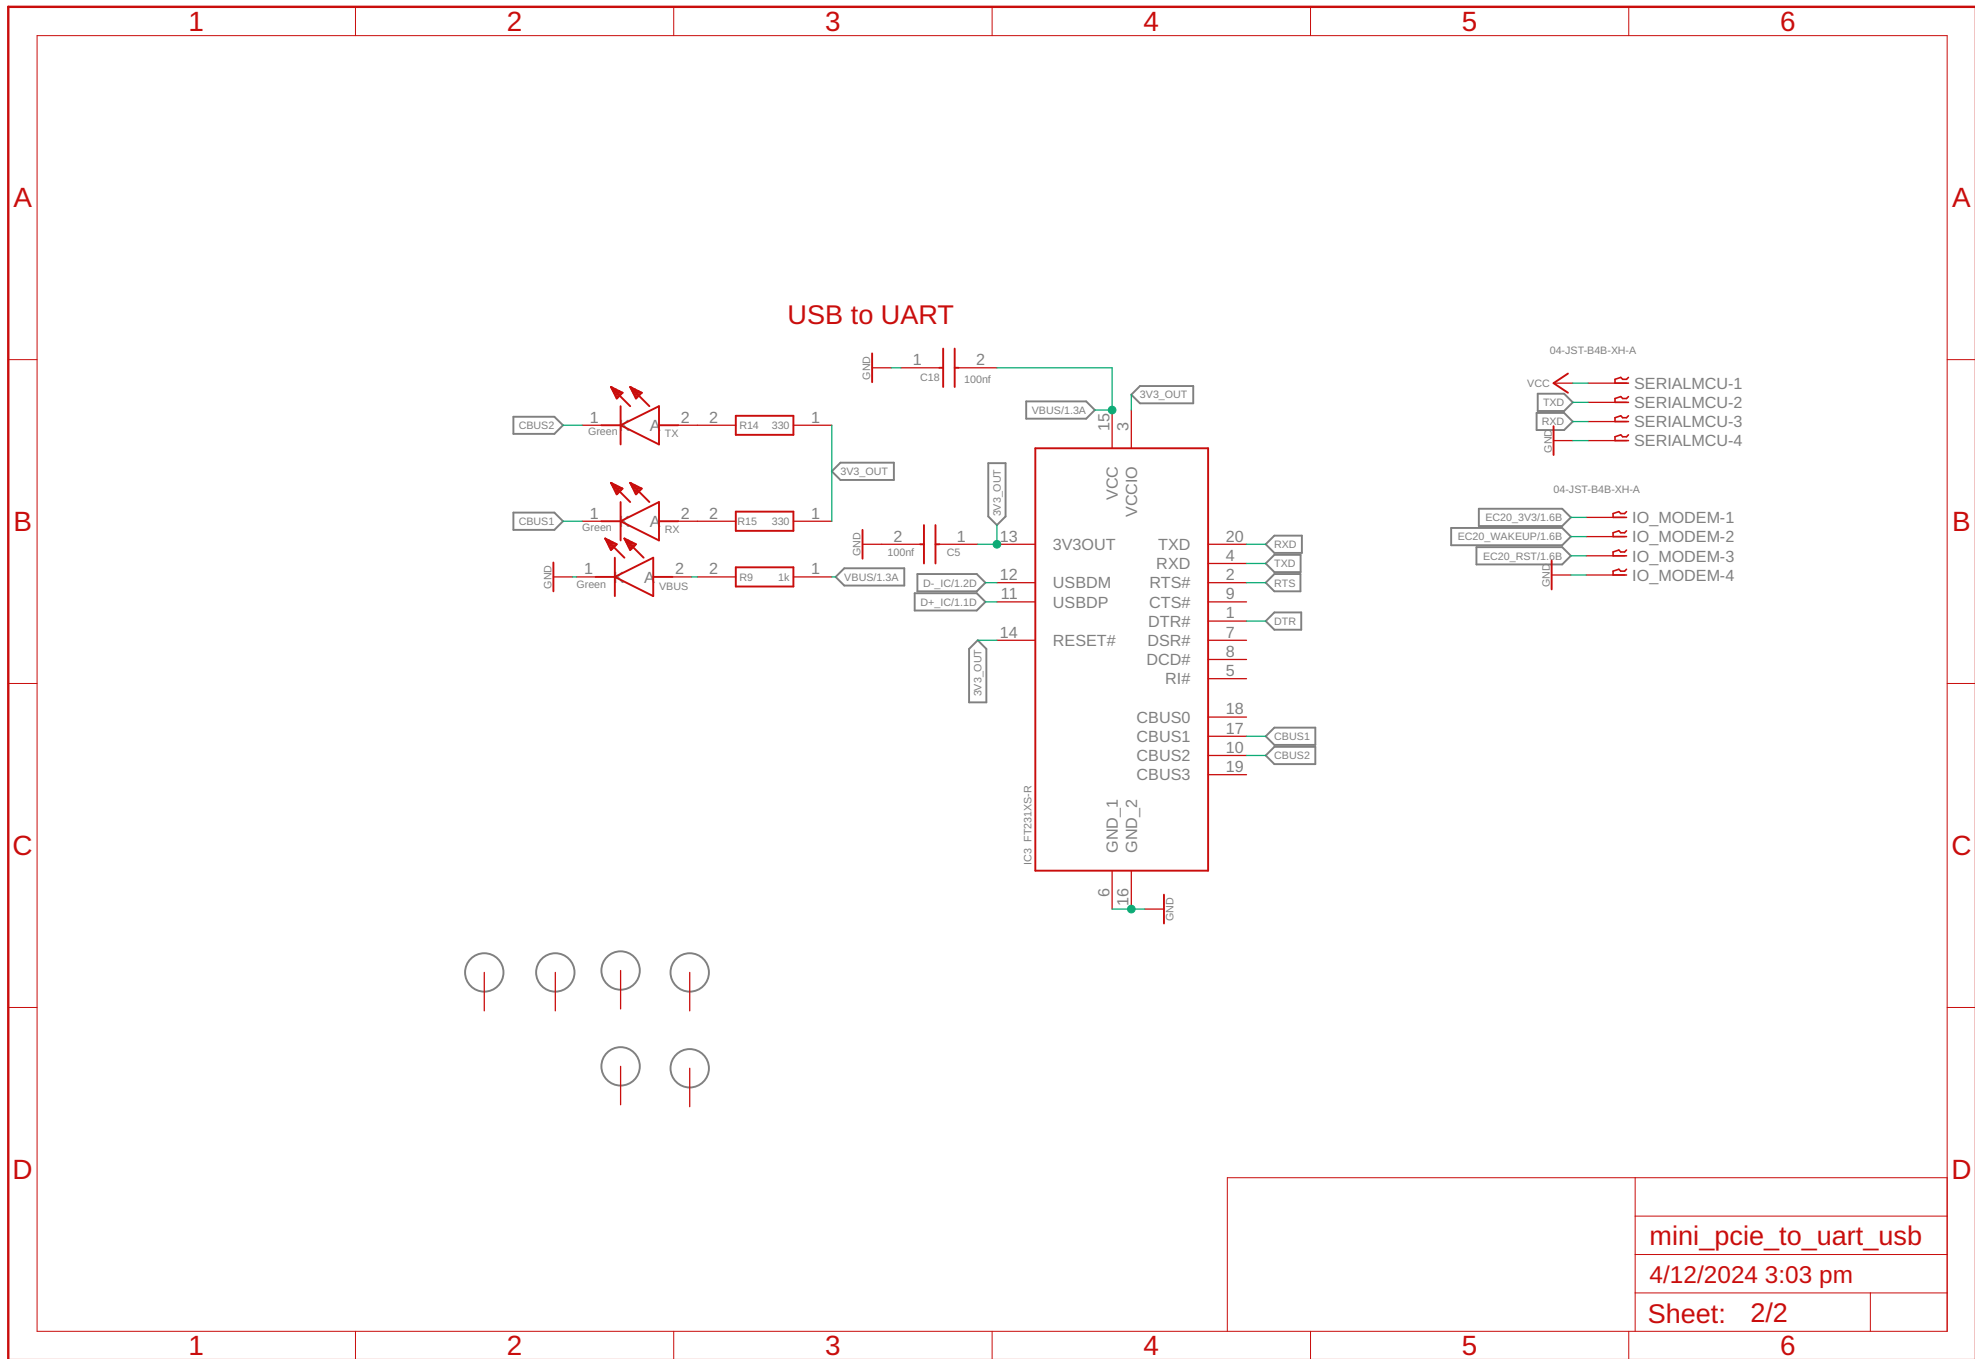 1 2 3 4 5 6
A A
USB to UART
GND 1 2
C18 100nf
3V3_OUT
VBUS/1.3A
15 3
CBUS2 1 2 2 1
Green A TX R14 330
3V3_OUT
CBUS1 1 2 2 1
Green A RX R15 330
GND 1 2 2 1
Green A VBUS R9 1k VBUS/1.3A
3V3_OUT
GND 2 1 13
100nf C5
D-_IC/1.2D 12
D+_IC/1.1D 11
14
3V3_OUT
VCC VCCIO
3V3OUT TXD 20 RXD
RXD 4 TXD
USBDM RTS# 2 RTS
USBDP CTS# 9
DTR# 1 DTR
RESET# DSR# 7
DCD# 8
RI# 5
CBUS0 18
CBUS1 17 CBUS1
CBUS2 10 CBUS2
CBUS3 19
GND_1 GND_2
IC3 FT231XS-R
6 16 GND
04-JST-B4B-XH-A
VCC SERIALMCU-1
TXD SERIALMCU-2
RXD SERIALMCU-3
GND SERIALMCU-4
04-JST-B4B-XH-A
EC20_3V3/1.6B IO_MODEM-1
EC20_WAKEUP/1.6B IO_MODEM-2
EC20_RST/1.6B IO_MODEM-3
GND IO_MODEM-4
B B
C C
D D
mini_pcie_to_uart_usb
4/12/2024 3:03 pm
Sheet: 2/2
1 2 3 4 5 6